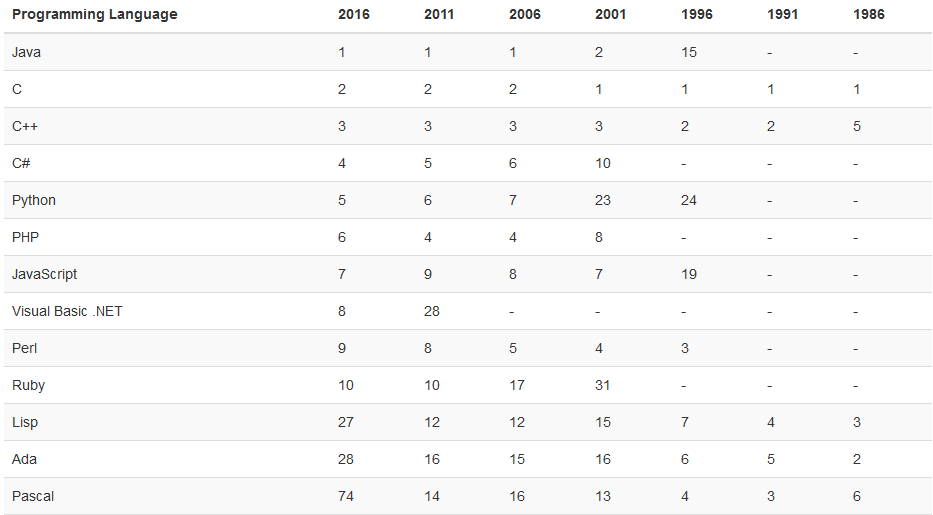 Programming Language 2016 2011 2006 2001 1996 1991 1986
Java 1 1 1 2 15 - -
C 2 2 2 1 1 1 1
C++ 3 3 3 3 2 2 5
C# 4 5 6 10 - - -
Python 5 6 7 23 24 - -
PHP 6 4 4 8 - - -
JavaScript 7 9 8 7 19 - -
Visual Basic .NET 8 28 - - - - -
Perl 9 8 5 4 3 - -
Ruby 10 10 17 31 - - -
Lisp 27 12 12 15 7 4 3
Ada 28 16 15 16 6 5 2
Pascal 74 14 16 13 4 3 6